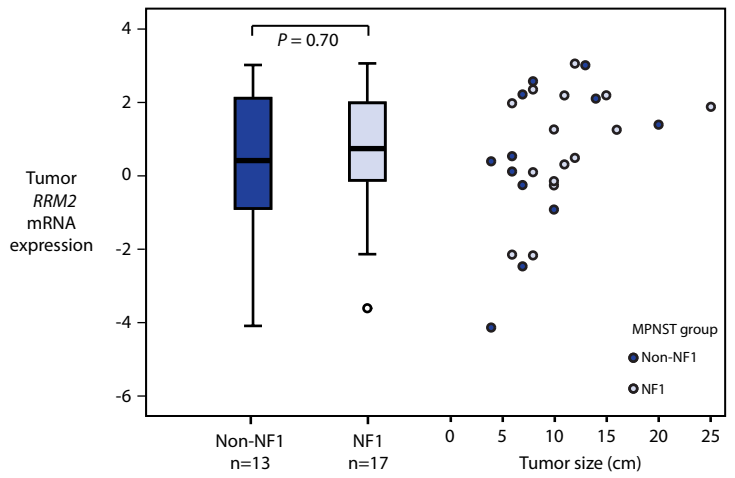 4
2
0
-2
-4
-6
Tumor
RRM2
mRNA
expression
P = 0.70
MPNST group
Non-NF1
NF1
Non-NF1
n=13
NF1
n=17
0 5 10 15 20 25
Tumor size (cm)